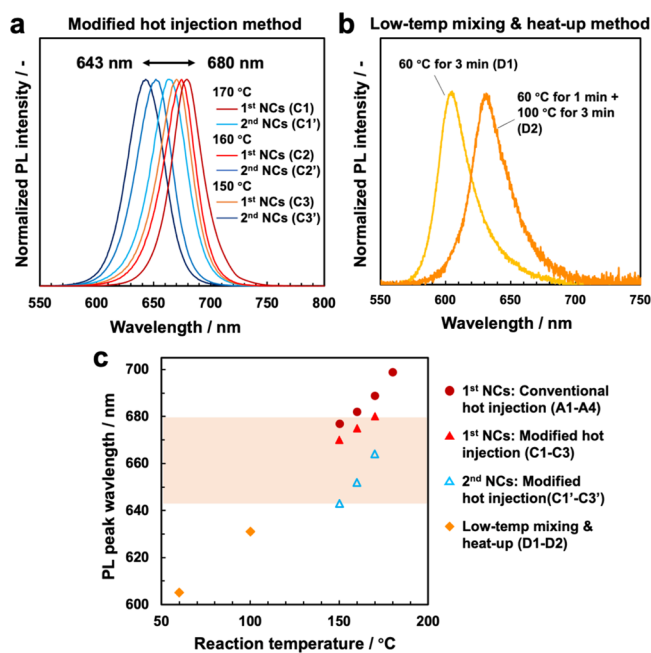 a
Modified hot injection method
643 nm
680 nm
170 °C
1st NCs (C1)
2nd NCs (C1')
160 °C
1st NCs (C2)
2nd NCs (C2')
150 °C
1st NCs (C3)
2nd NCs (C3')
Normalized PL intensity / -
550
600
650
700
750
800
Wavelength / nm
b
Low-temp mixing & heat-up method
60 °C for 3 min (D1)
60 °C for 1 min +
100 °C for 3 min
(D2)
Normalized PL intensity / -
550
600
650
700
750
Wavelength / nm
c
PL peak wavlength / nm
700
680
660
640
620
600
50
100
150
200
Reaction temperature / °C
1st NCs: Conventional
hot injection (A1-A4)
1st NCs: Modified hot
injection (C1-C3)
2nd NCs: Modified
hot injection(C1'-C3')
Low-temp mixing &
heat-up (D1-D2)